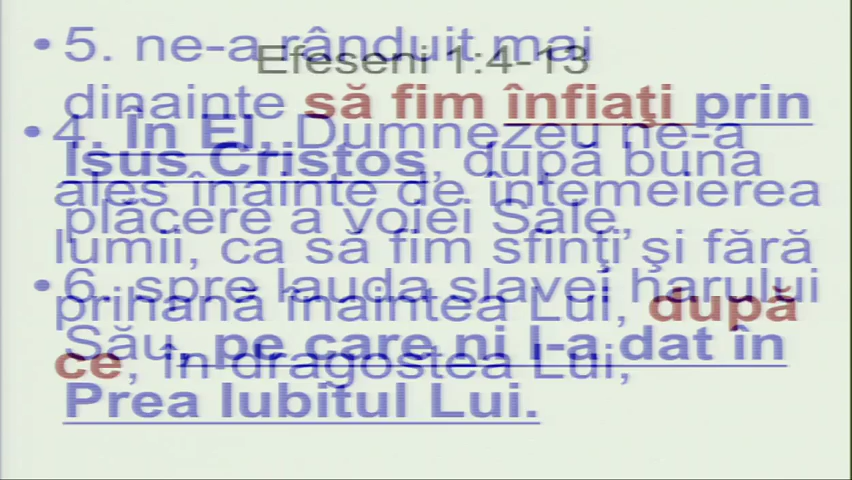 Efeseni 1:4-13
• 4. În El, Dumnezeu ne-a
ales înainte de întemeierea
lumii, ca să fim sfinţi şi fără
prihană înaintea Lui, după
ce, în dragostea Lui,
• 5. ne-a rânduit mai
dinainte să fim înfiaţi prin
Isus Cristos, după buna
plăcere a voiei Sale,
• 6. spre lauda slavei harului
Său, pe care ni l-a dat în
Prea Iubitul Lui.